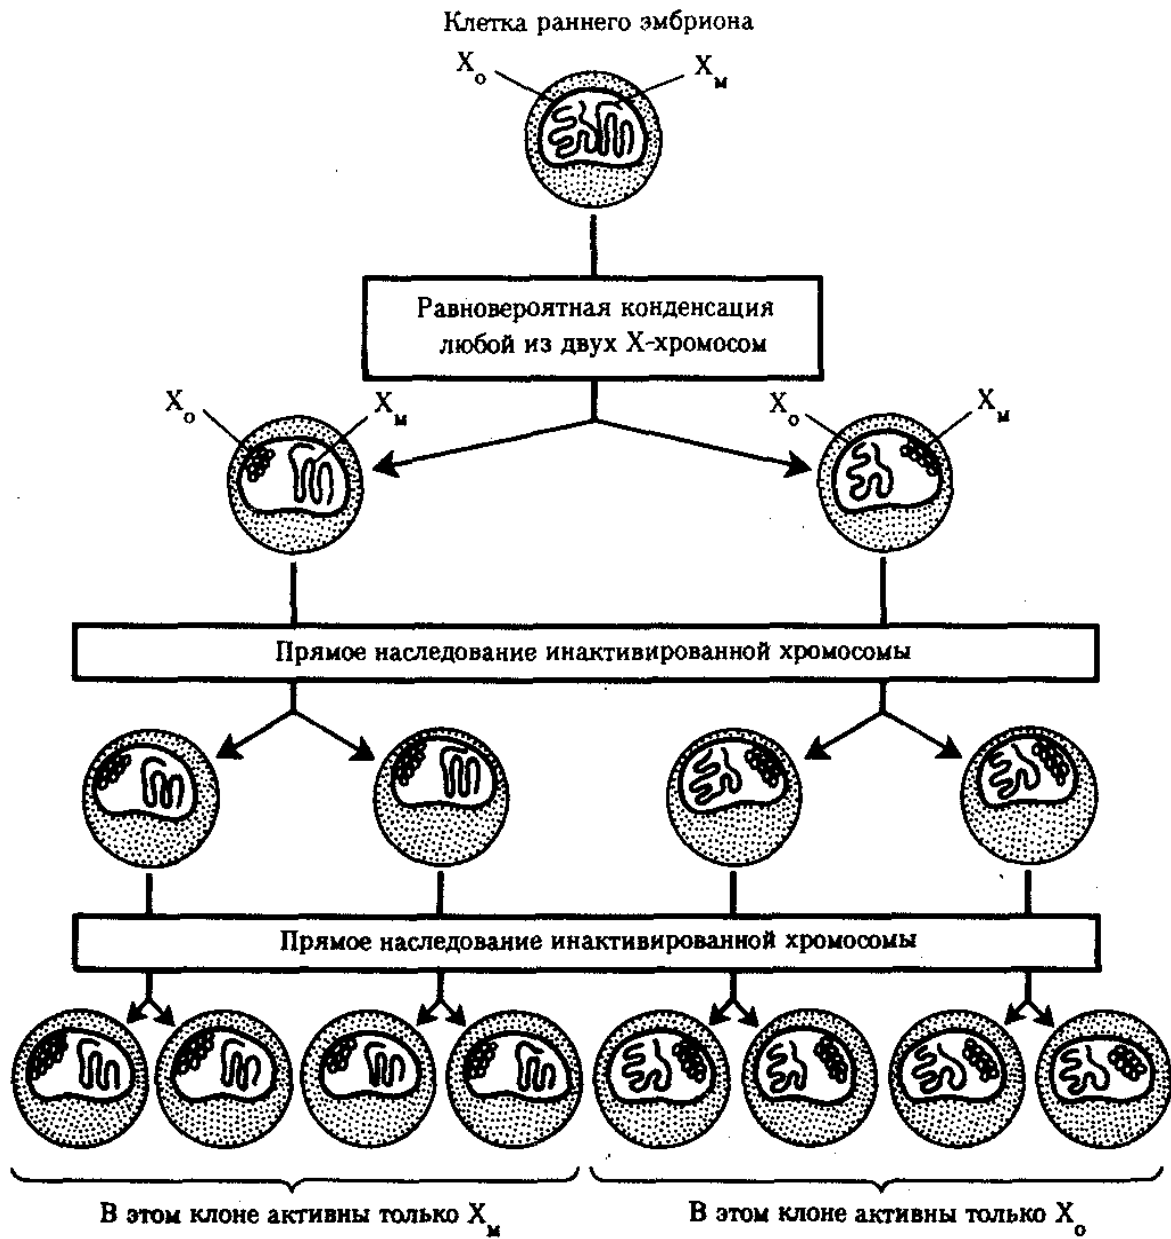 Клетка раннего эмбриона
Xо Xм
Равновероятная конденсация
любой из двух X-хромосом
Xо Xм Xо Xм
Прямое наследование инактивированной хромосомы
Прямое наследование инактивированной хромосомы
В этом клоне активны только Xм В этом клоне активны только Xо